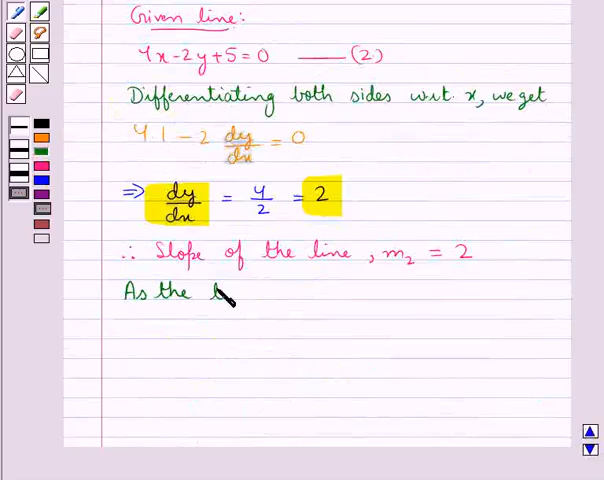 Given line:
4x-2y+5=0 —— (2)
Differentiating both sides w.r.t. x, we get
4.1 - 2 dy/dx = 0
⇒ dy/dx = 4/2 = 2
∴ Slope of the line, m₂ = 2
As the